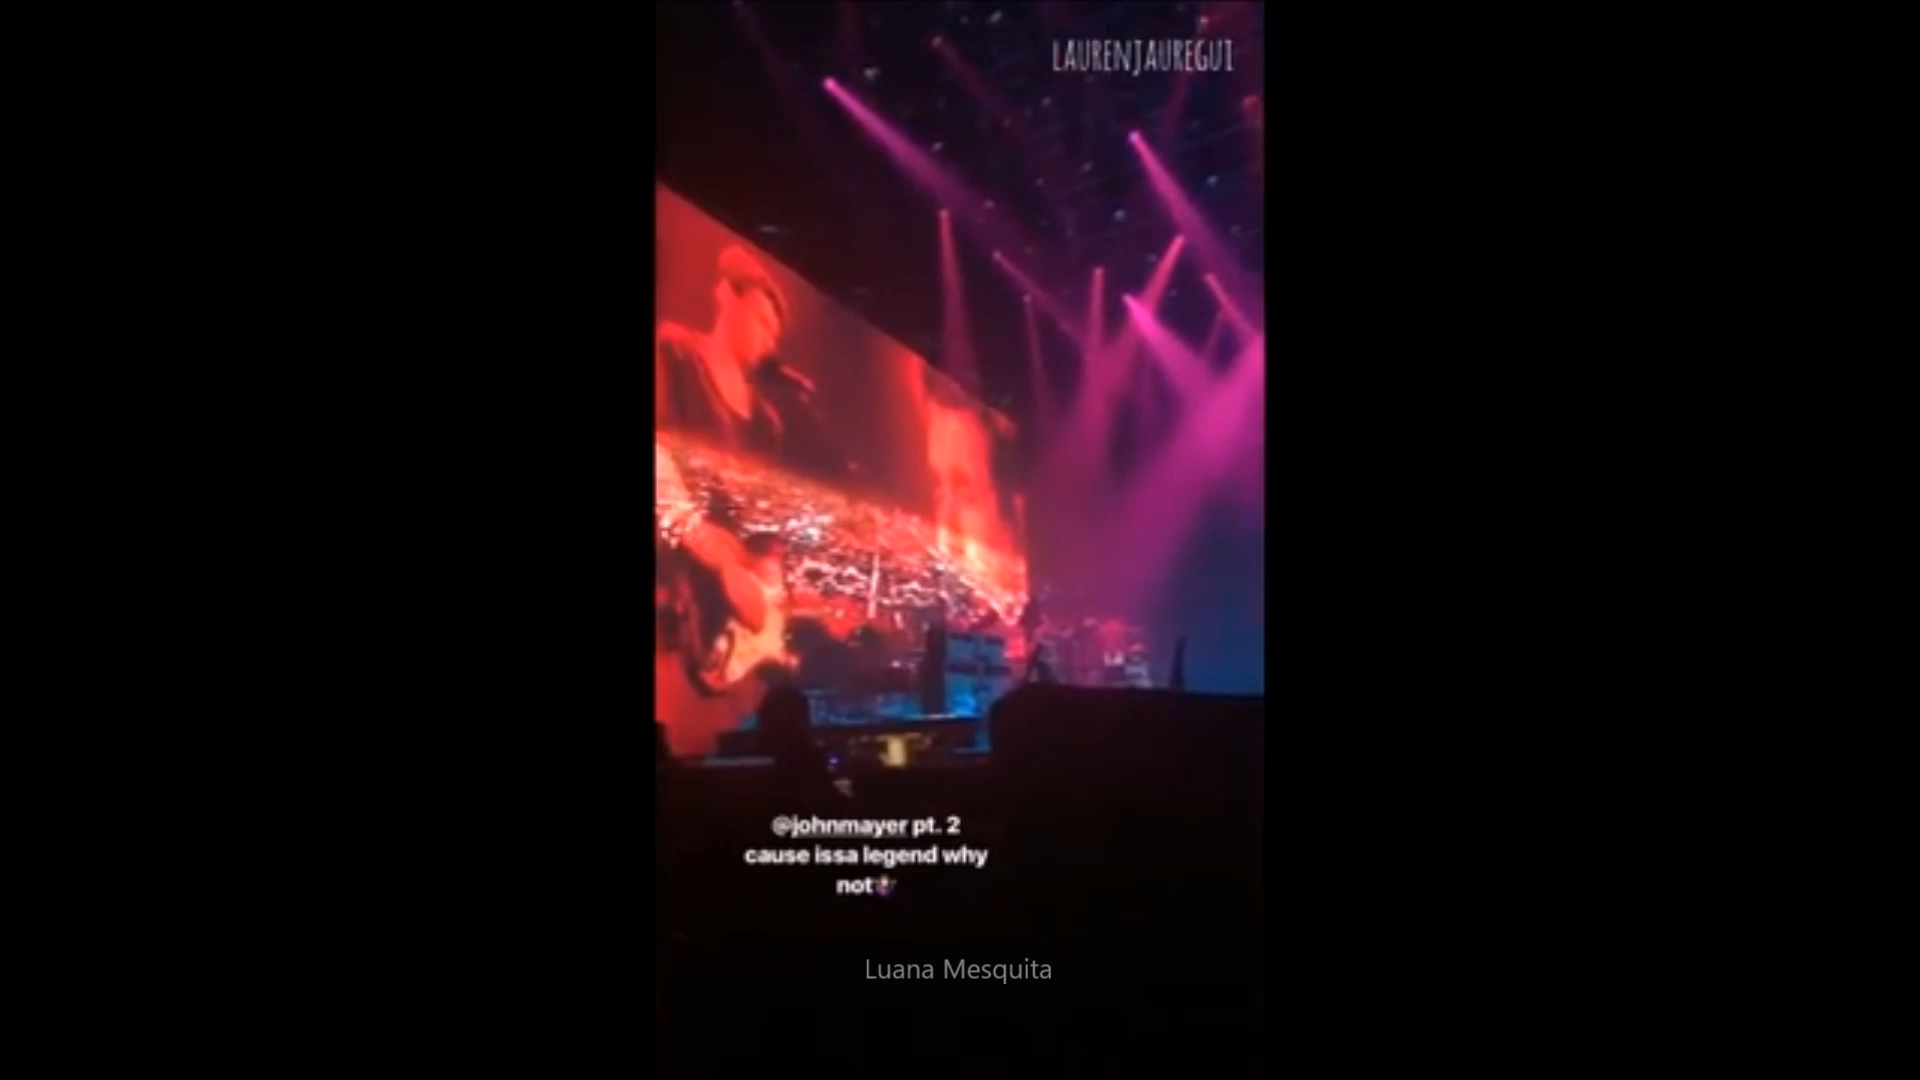 LAURENJAUREGUI
@johnmayer pt. 2
cause issa legend why
not🤷🏻‍♀️
Luana Mesquita